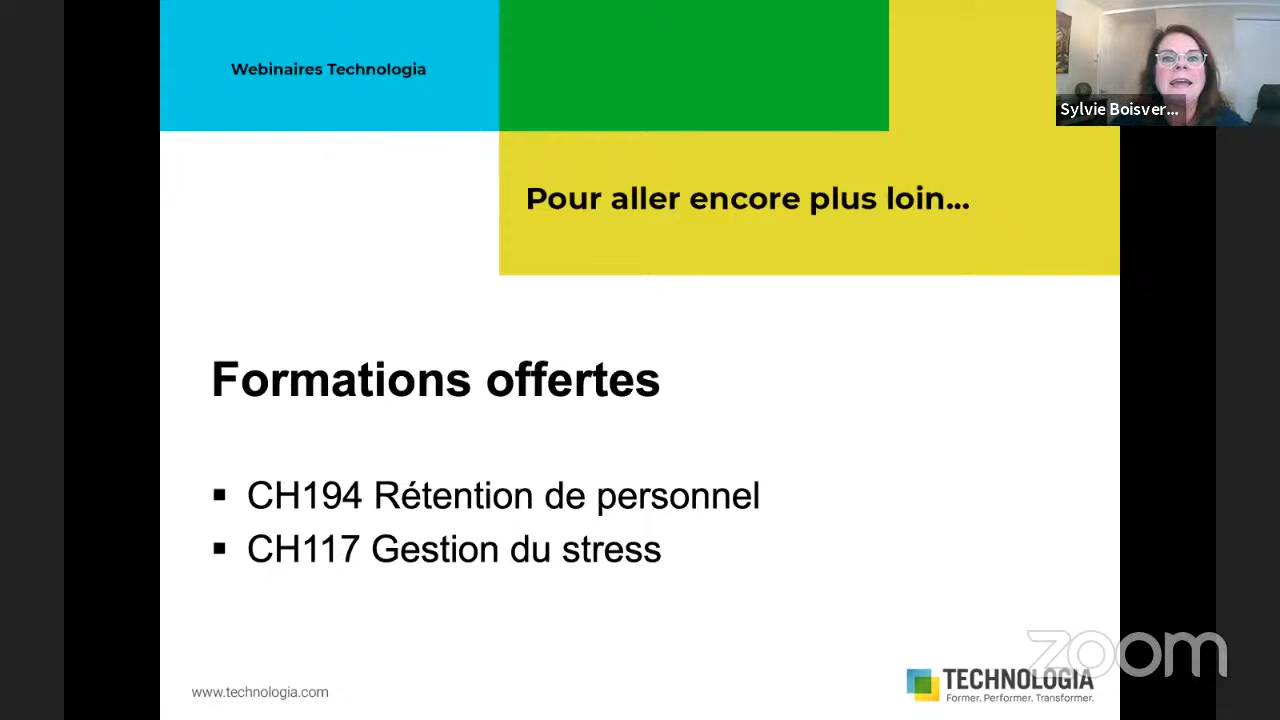 Webinaires Technologia
Sylvie Boisver...
Pour aller encore plus loin...
Formations offertes
▪ CH194 Rétention de personnel
▪ CH117 Gestion du stress
zoom
www.technologia.com
TECHNOLOGIA
Former. Performer. Transformer.